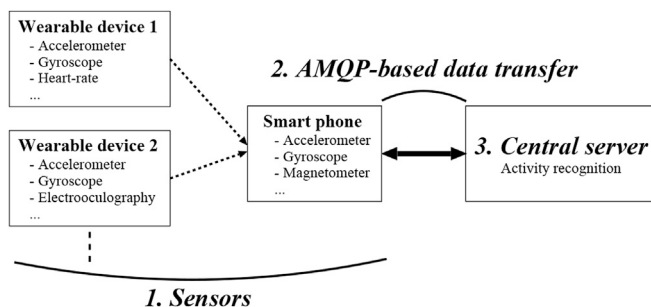 Wearable device 1
- Accelerometer
- Gyroscope
- Heart-rate
...
Wearable device 2
- Accelerometer
- Gyroscope
- Electrooculography
...
Smart phone
- Accelerometer
- Gyroscope
- Magnetometer
...
2. AMQP-based data transfer
3. Central server
Activity recognition
1. Sensors